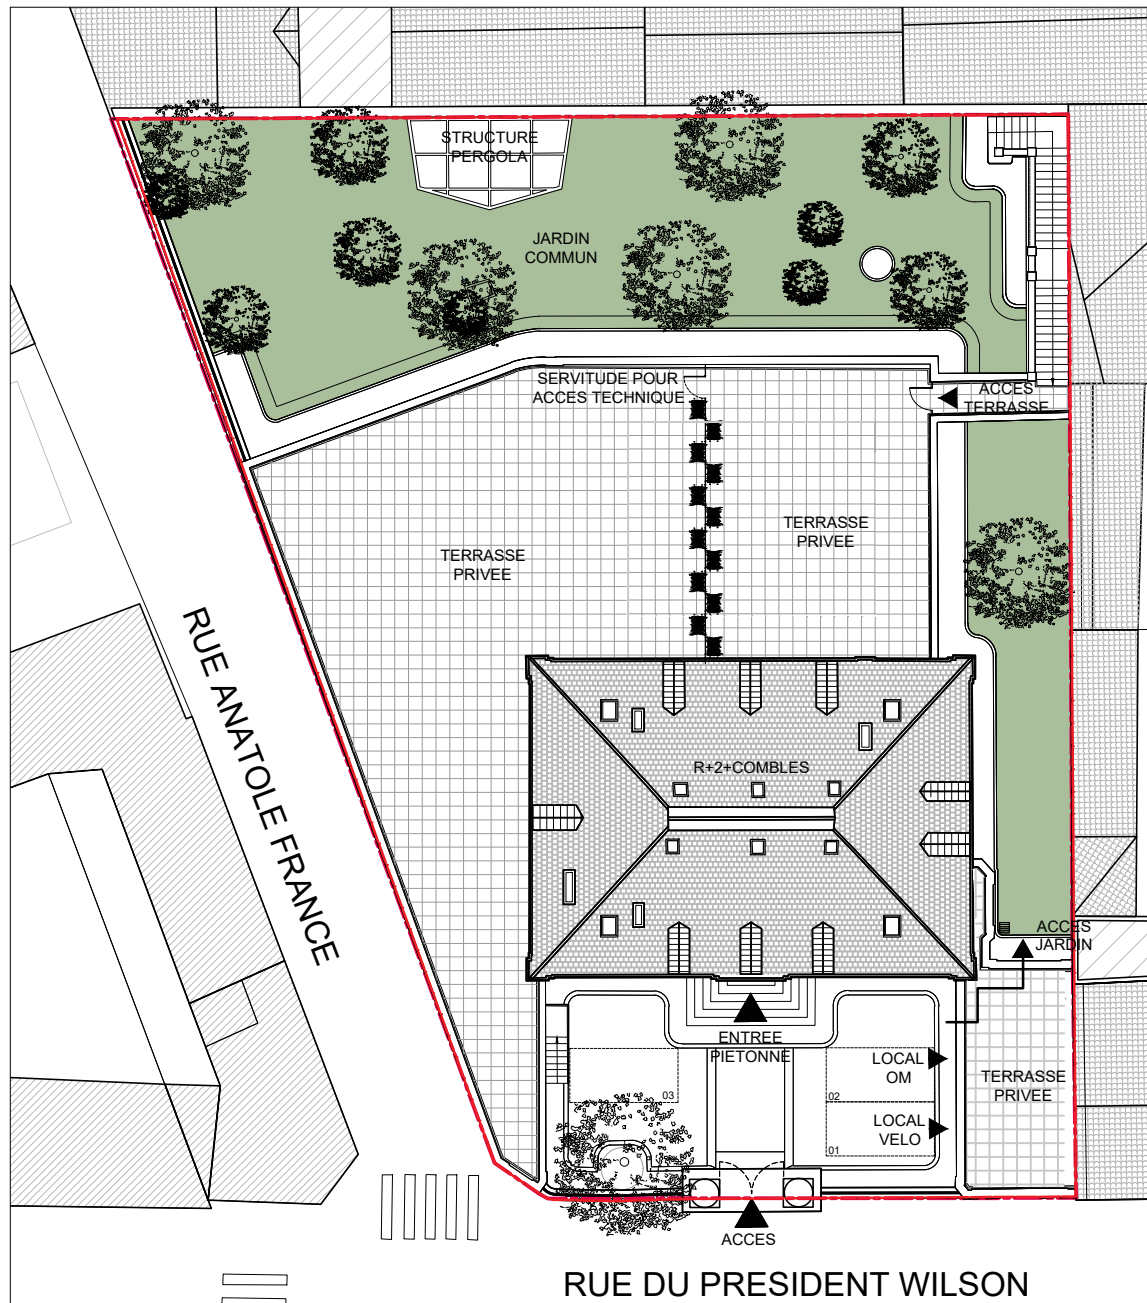 STRUCTURE
PERGOLA
JARDIN
COMMUN
SERVITUDE POUR
ACCES TECHNIQUE
ACCES
TERRASSE
TERRASSE
PRIVEE
TERRASSE
PRIVEE
RUE ANATOLE FRANCE
R+2+COMBLES
ACCES
JARDIN
ENTREE
PIETONNE
LOCAL
OM
TERRASSE
PRIVEE
03
02
LOCAL
VELO
01
ACCES
RUE DU PRESIDENT WILSON